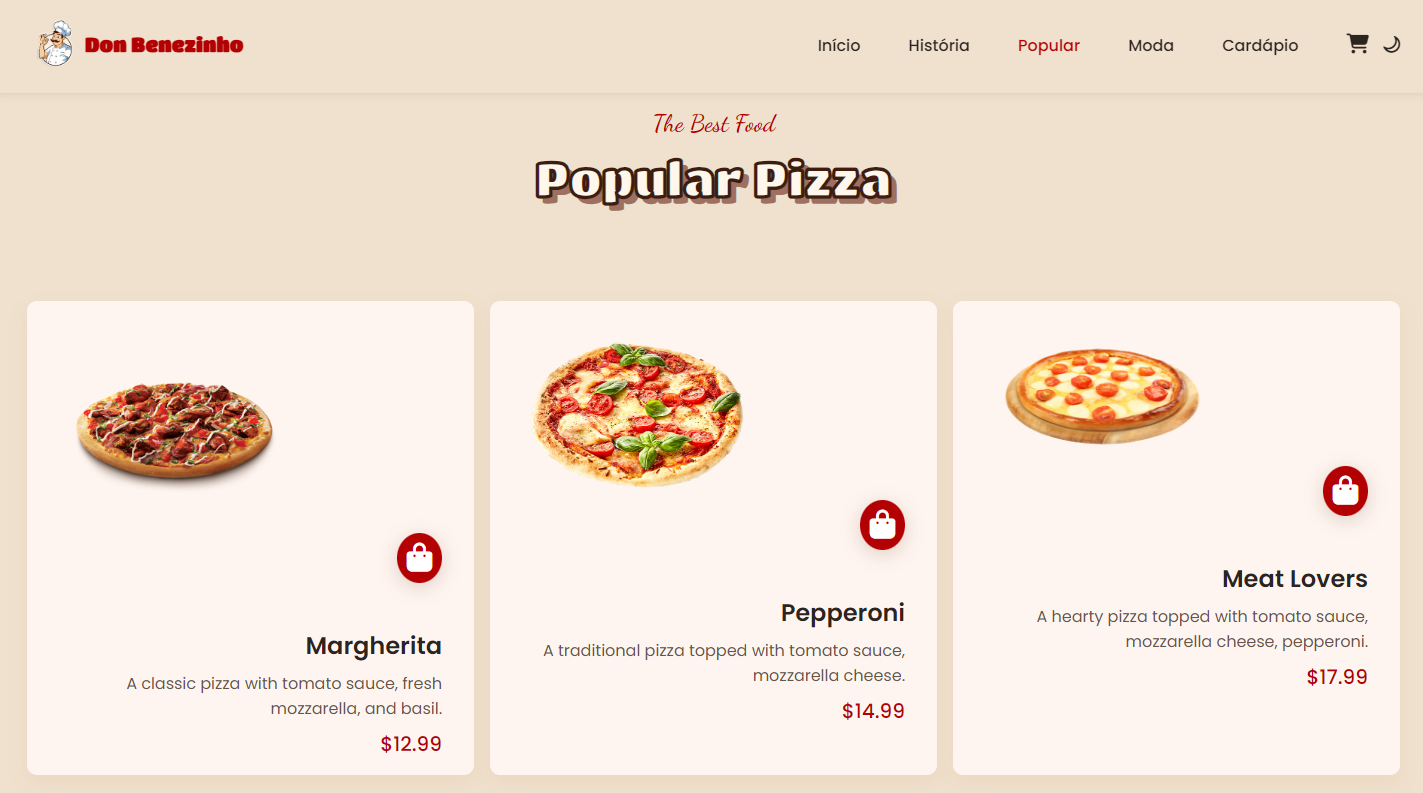 Don Benezinho
Início
História
Popular
Moda
Cardápio
The Best Food
Popular Pizza
Margherita
A classic pizza with tomato sauce, fresh
mozzarella, and basil.
$12.99
Pepperoni
A traditional pizza topped with tomato sauce,
mozzarella cheese.
$14.99
Meat Lovers
A hearty pizza topped with tomato sauce,
mozzarella cheese, pepperoni.
$17.99